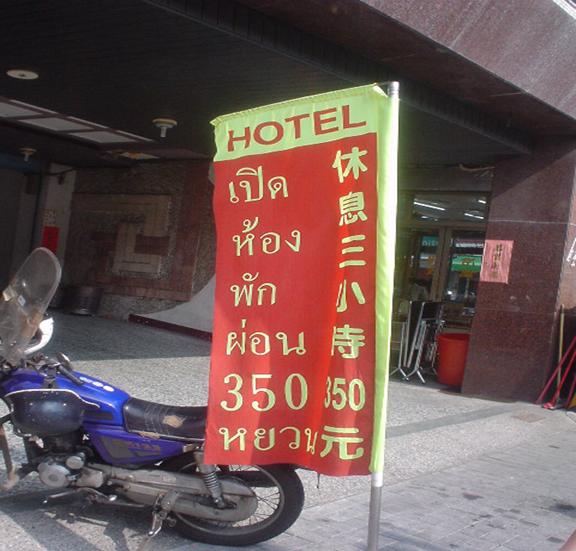 HOTEL
เปิด
ห้อง
พัก
ผ่อน
350
หยวน
休息三小時350元